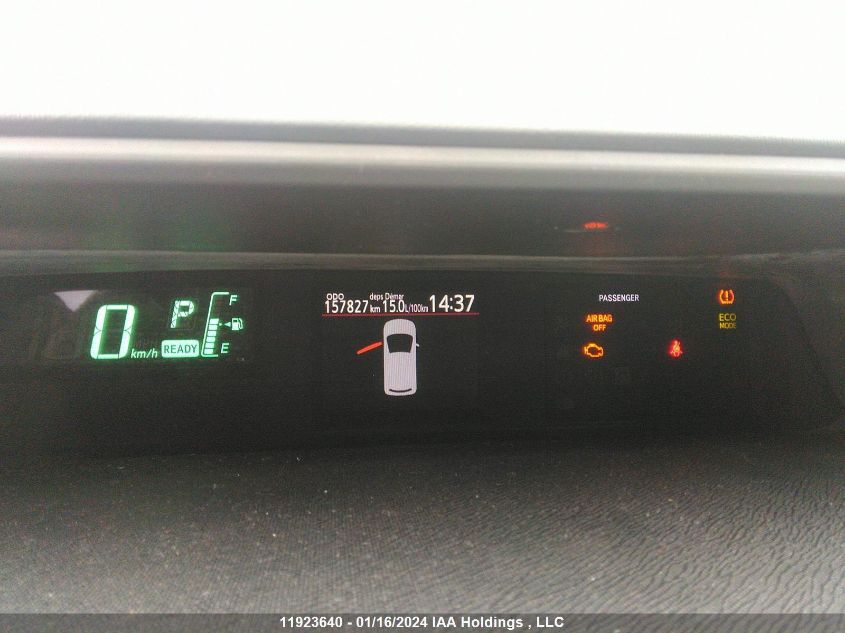 ODO deps Démar
157827 km 15.0 L/100km 14:37
PASSENGER
AIR BAG
OFF
ECO
MODE
P
F
0 km/h READY
E
11923640 - 01/16/2024 IAA Holdings , LLC